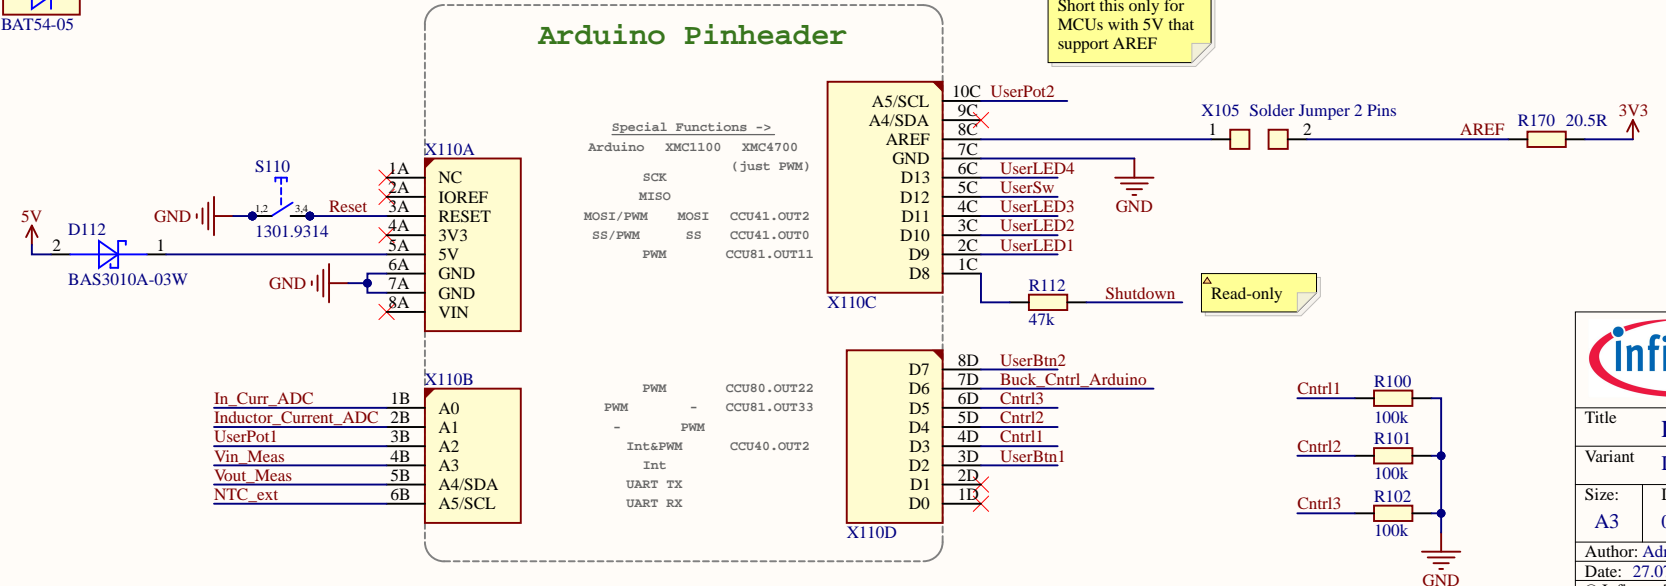 BAT54-05
Arduino Pinheader
Short this only for
MCUs with 5V that
support AREF
Special Functions ->
Arduino XMC1100 XMC4700
(just PWM)
SCK
MISO
MOSI/PWM MOSI CCU41.OUT2
SS/PWM SS CCU41.OUT0
PWM CCU81.OUT11
X110A
1A NC
2A IOREF
3A RESET
4A 3V3
5A 5V
6A GND
7A GND
8A VIN
S110
GND 1,2 3,4 Reset
1301.9314
5V
D112
2 1
BAS3010A-03W
GND
A5/SCL 10C UserPot2
A4/SDA 9C
AREF 8C
GND 7C
D13 6C UserLED4
D12 5C UserSw
D11 4C UserLED3
D10 3C UserLED2
D9 2C UserLED1
D8 1C
X110C
GND
X105 Solder Jumper 2 Pins
1 2
AREF
R170 20.5R
3V3
R112
47k
Shutdown
Read-only
X110B
In_Curr_ADC 1B A0
Inductor_Current_ADC 2B A1
UserPot1 3B A2
Vin_Meas 4B A3
Vout_Meas 5B A4/SDA
NTC_ext 6B A5/SCL
PWM CCU80.OUT22
PWM - CCU81.OUT33
- PWM
Int&PWM CCU40.OUT2
Int
UART TX
UART RX
D7 8D UserBtn2
D6 7D Buck_Cntrl_Arduino
D5 6D Cntrl3
D4 5D Cntrl2
D3 4D Cntrl1
D2 3D UserBtn1
D1 2D
D0 1D
X110D
Cntrl1 R100
100k
Cntrl2 R101
100k
Cntrl3 R102
100k
GND
Title
Variant
Size:
A3
Author:
Date: